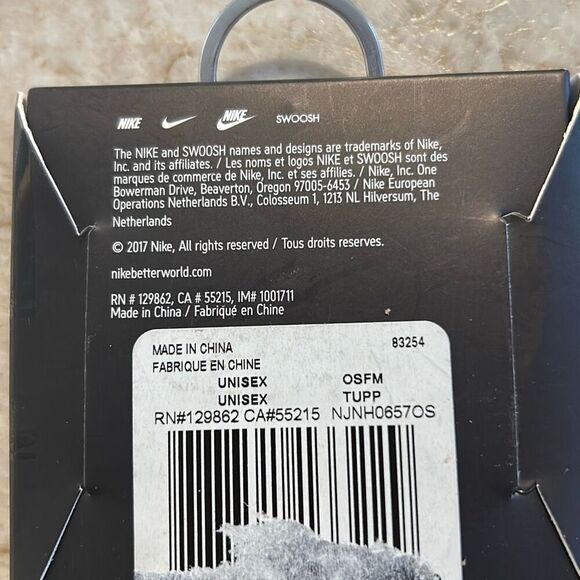 NIKE NIKE SWOOSH
The NIKE and SWOOSH names and designs are trademarks of Nike,
Inc. and its affiliates. / Les noms et logos NIKE et SWOOSH sont des
marques de commerce de Nike, Inc. et ses affilies. / Nike, Inc. One
Bowerman Drive, Beaverton, Oregon 97005-6453 / Nike European
Operations Netherlands B.V., Colosseum 1, 1213 NL Hilversum, The
Netherlands
© 2017 Nike, All rights reserved / Tous droits reserves.
nikebetterworld.com
RN # 129862, CA # 55215, IM# 1001711
Made in China / Fabriqué en Chine
MADE IN CHINA 83254
FABRIQUE EN CHINE
UNISEX OSFM
UNISEX TUPP
RN#129862 CA#55215 NJNH0657OS